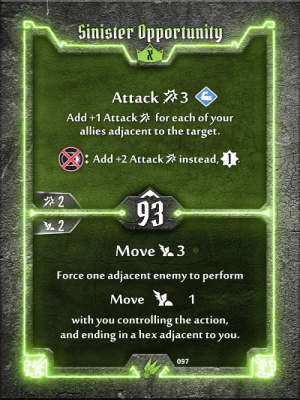 Sinister Opportunity
X
Attack 3
Add +1 Attack for each of your
allies adjacent to the target.
: Add +2 Attack instead, 1.
2
93
2
Move 3
Force one adjacent enemy to perform
Move 1
with you controlling the action,
and ending in a hex adjacent to you.
097